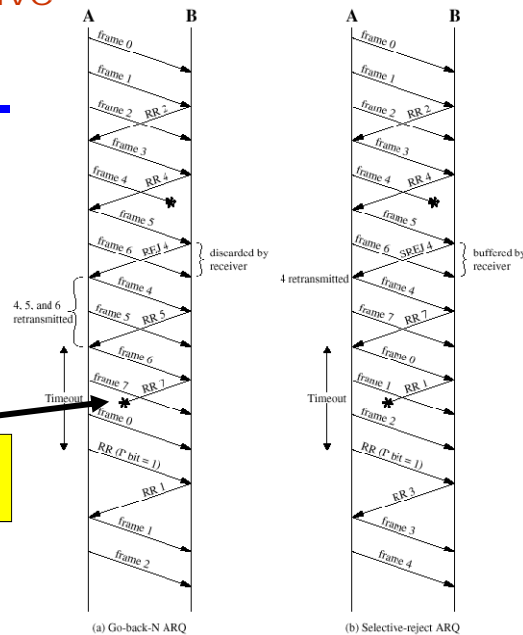 A
B
frame 0
frame 1
frame 2
RR 2
frame 3
frame 4
RR 4
frame 5
frame 6
REJ 4
discarded by
receiver
frame 4
4, 5, and 6
retransmitted
frame 5
RR 5
frame 6
frame 7
RR 7
Timeout
frame 0
RR (P bit = 1)
RR 1
frame 1
frame 2
(a) Go-back-N ARQ
A
B
frame 0
frame 1
frame 2
RR 2
frame 3
frame 4
RR 4
frame 5
frame 6
SREJ 4
buffered by
receiver
4 retransmitted
frame 4
frame 7
RR 7
frame 0
frame 1
RR 1
Timeout
frame 2
RR (P bit = 1)
RR 3
frame 3
frame 4
(b) Selective-reject ARQ